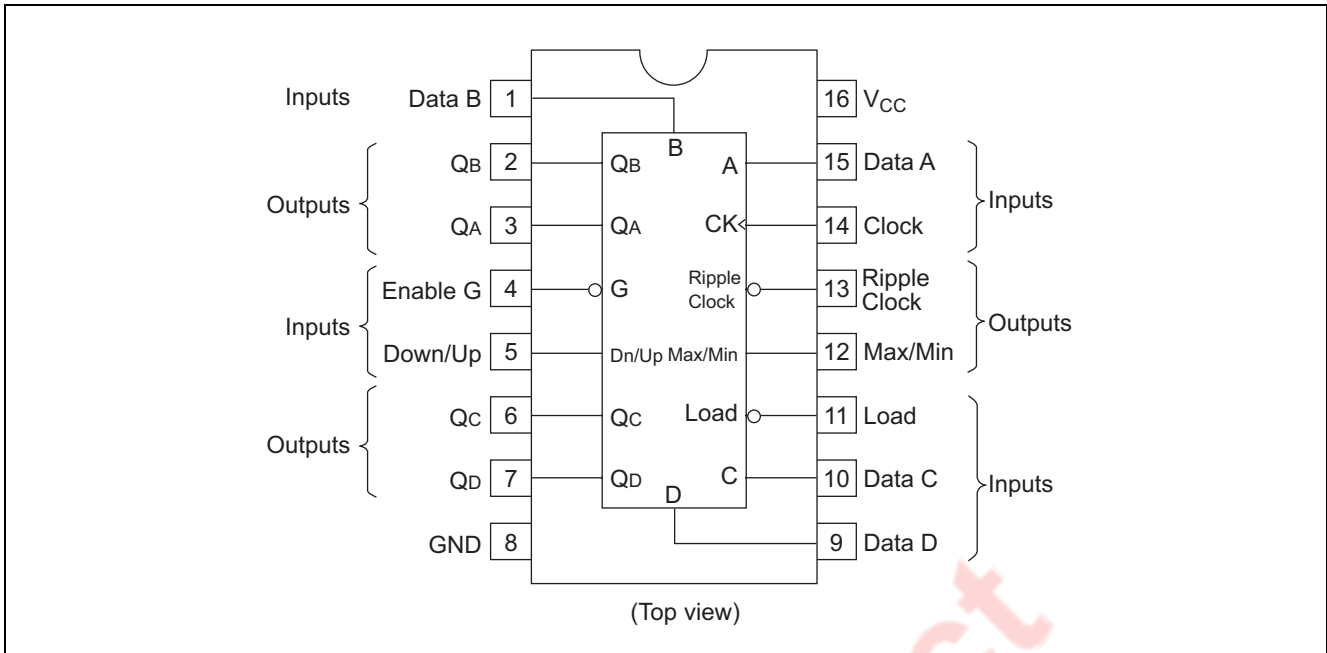 Inputs Data B 1 16 VCC
B
QB 2 QB A 15 Data A
Outputs Inputs
QA 3 QA CK 14 Clock
Enable G 4 G Ripple Clock 13 Ripple Clock
Inputs Outputs
Down/Up 5 Dn/Up Max/Min 12 Max/Min
QC 6 QC Load 11 Load
Outputs Inputs
QD 7 QD C 10 Data C
D
GND 8 9 Data D
(Top view)